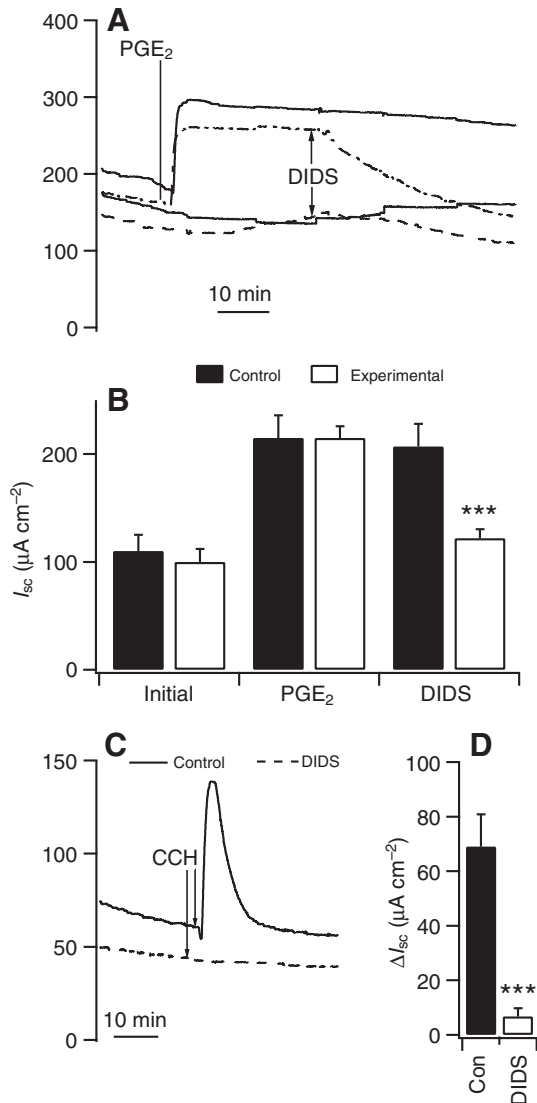 A
400
PGE₂
300
200
DIDS
100
10 min
0
Control Experimental
B
200
Isc (µA cm⁻²)
100
***
0
Initial PGE₂ DIDS
C
150
Control DIDS
100
CCH
50
10 min
0
D
100
80
ΔIsc (µA cm⁻²)
60
40
20
***
0
Con DIDS